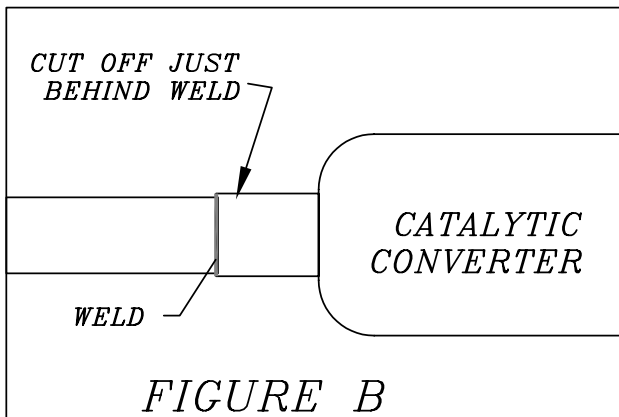 CUT OFF JUST
BEHIND WELD
CATALYTIC
CONVERTER
WELD
FIGURE B